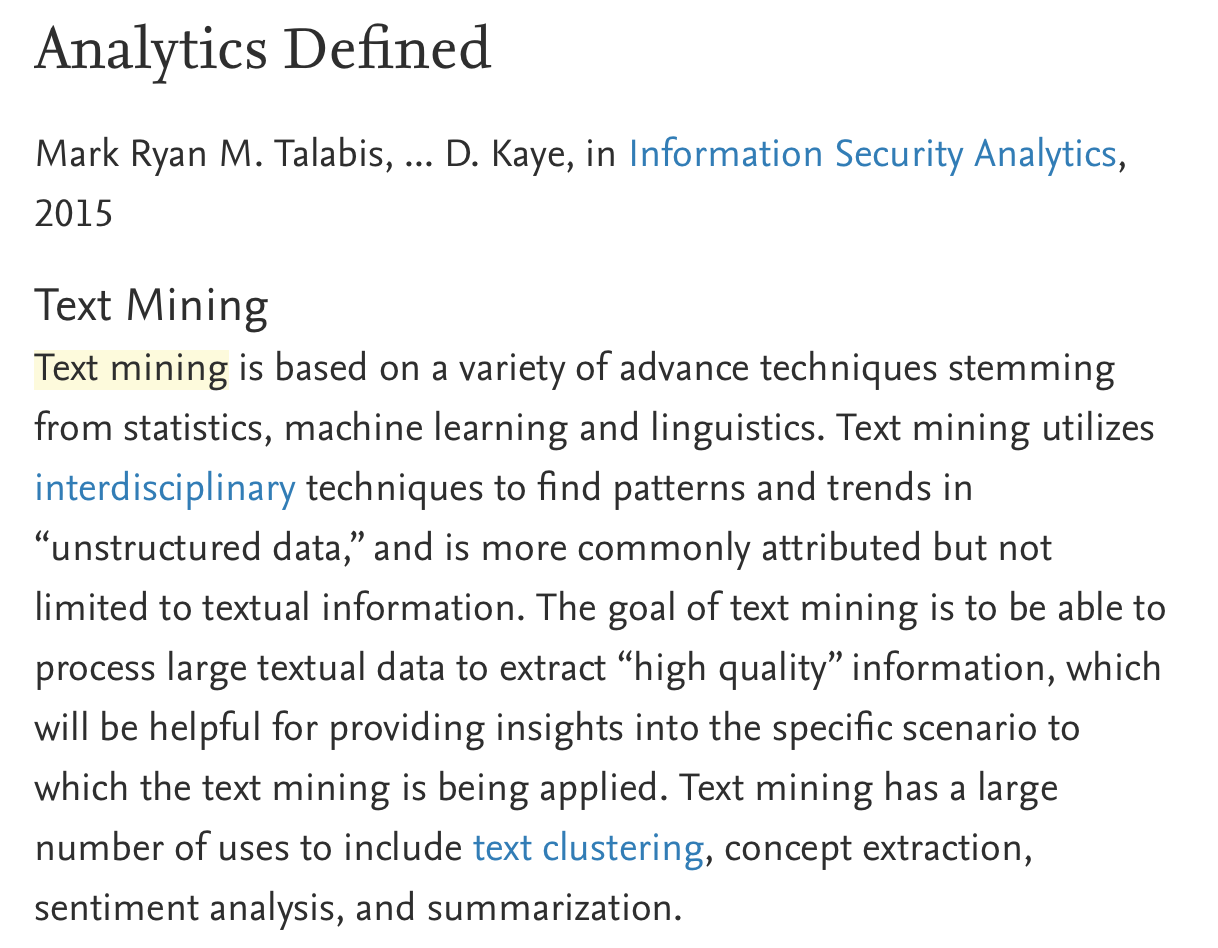 Analytics Defined
Mark Ryan M. Talabis, ... D. Kaye, in Information Security Analytics,
2015
Text Mining
Text mining is based on a variety of advance techniques stemming
from statistics, machine learning and linguistics. Text mining utilizes
interdisciplinary techniques to find patterns and trends in
“unstructured data,” and is more commonly attributed but not
limited to textual information. The goal of text mining is to be able to
process large textual data to extract “high quality” information, which
will be helpful for providing insights into the specific scenario to
which the text mining is being applied. Text mining has a large
number of uses to include text clustering, concept extraction,
sentiment analysis, and summarization.